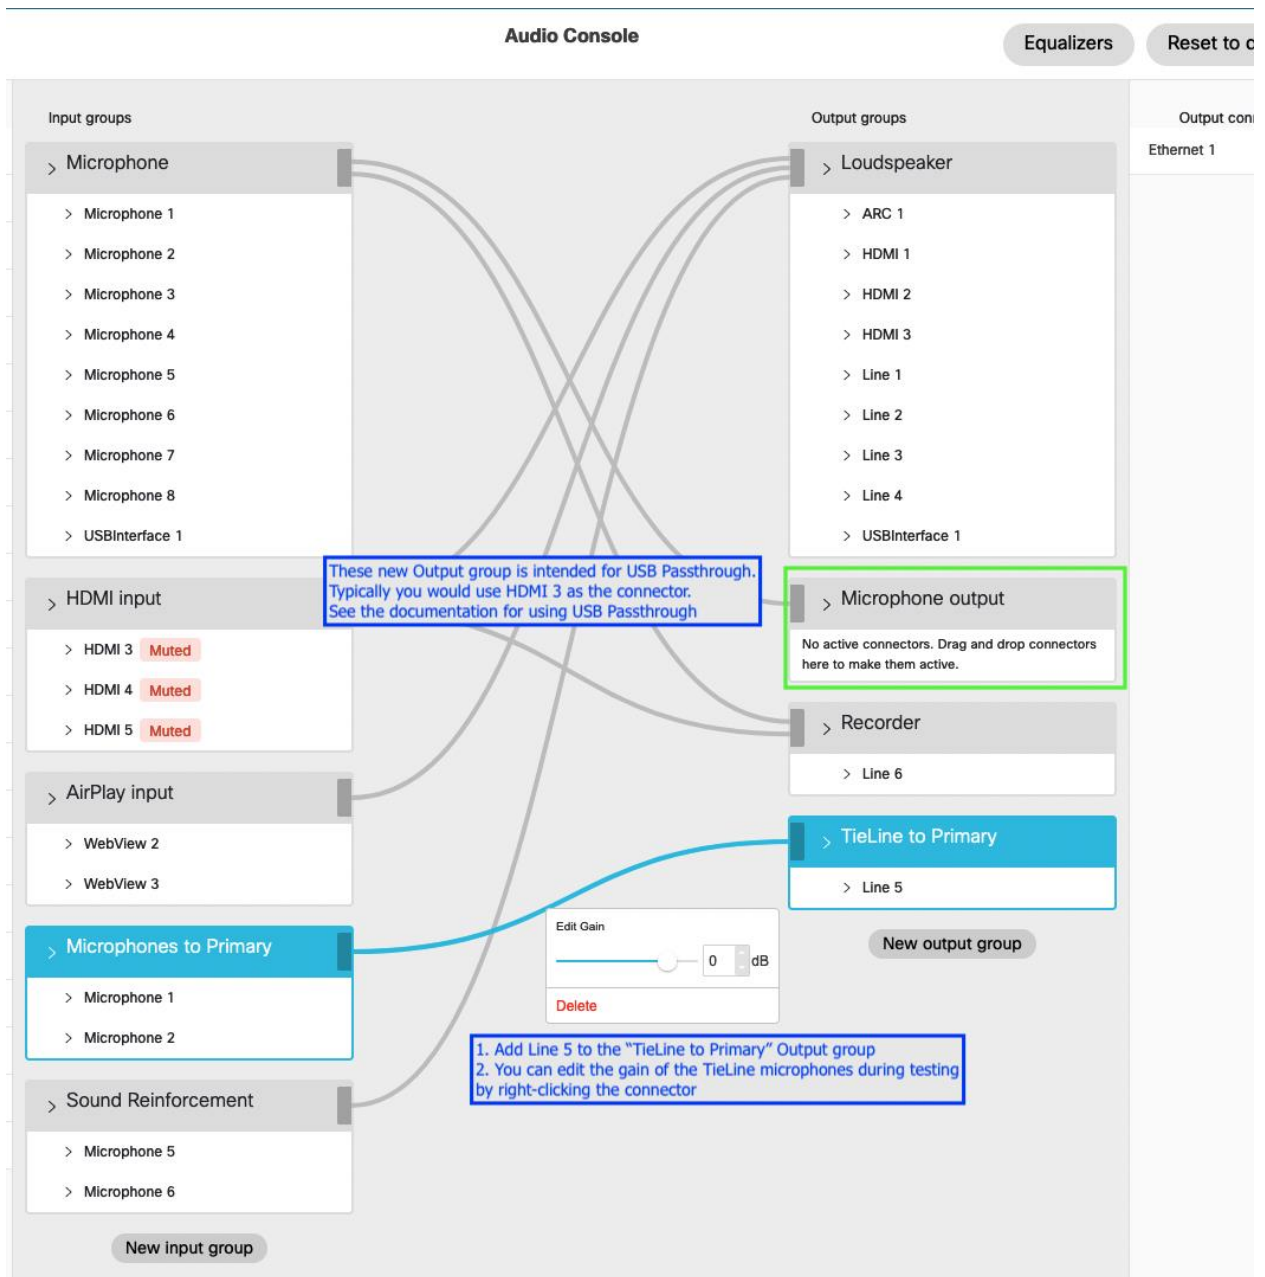 Audio Console
Equalizers
Reset to d
Input groups
Output groups
Output con
Microphone
Microphone 1
Microphone 2
Microphone 3
Microphone 4
Microphone 5
Microphone 6
Microphone 7
Microphone 8
USBInterface 1
HDMI input
HDMI 3 Muted
HDMI 4 Muted
HDMI 5 Muted
AirPlay input
WebView 2
WebView 3
Microphones to Primary
Microphone 1
Microphone 2
Sound Reinforcement
Microphone 5
Microphone 6
New input group
These new Output group is intended for USB Passthrough.
Typically you would use HDMI 3 as the connector.
See the documentation for using USB Passthrough
Edit Gain
0 dB
Delete
1. Add Line 5 to the “TieLine to Primary” Output group
2. You can edit the gain of the TieLine microphones during testing
by right-clicking the connector
Loudspeaker
ARC 1
HDMI 1
HDMI 2
HDMI 3
Line 1
Line 2
Line 3
Line 4
USBInterface 1
Microphone output
No active connectors. Drag and drop connectors
here to make them active.
Recorder
Line 6
TieLine to Primary
Line 5
New output group
Ethernet 1